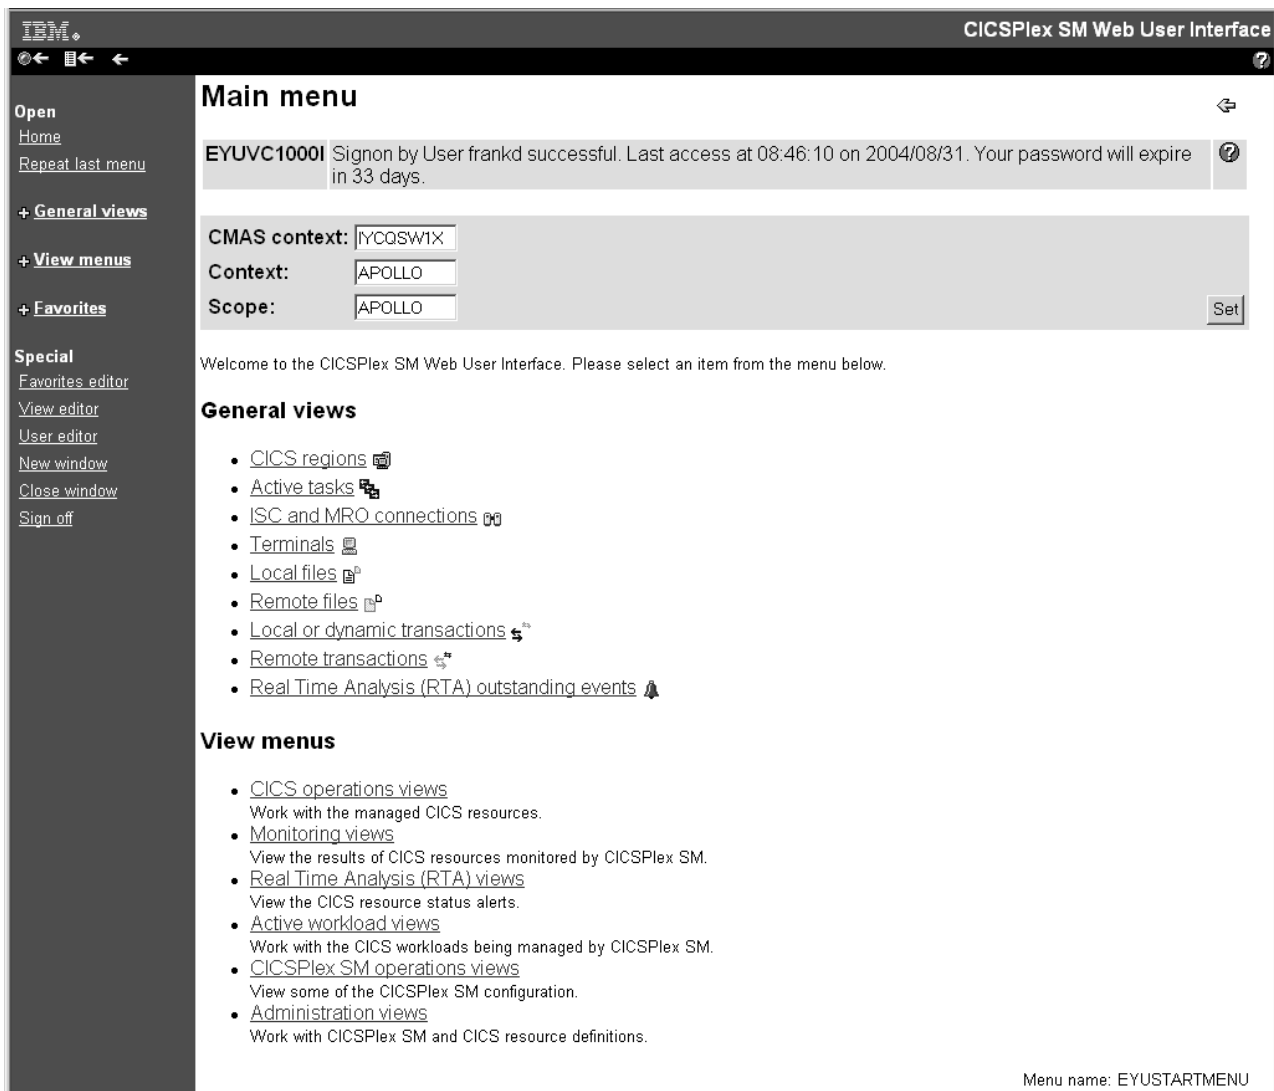 IBM.
CICSPlex SM Web User Interface
Main menu
Open
Home
Repeat last menu
+ General views
+ View menus
+ Favorites
Special
Favorites editor
View editor
User editor
New window
Close window
Sign off
EYUVC1000I Signon by User frankd successful. Last access at 08:46:10 on 2004/08/31. Your password will expire
in 33 days.
CMAS context: IYCQSW1X
Context: APOLLO
Scope: APOLLO
Set
Welcome to the CICSPlex SM Web User Interface. Please select an item from the menu below.
General views
• CICS regions
• Active tasks
• ISC and MRO connections
• Terminals
• Local files
• Remote files
• Local or dynamic transactions
• Remote transactions
• Real Time Analysis (RTA) outstanding events
View menus
• CICS operations views
Work with the managed CICS resources.
• Monitoring views
View the results of CICS resources monitored by CICSPlex SM.
• Real Time Analysis (RTA) views
View the CICS resource status alerts.
• Active workload views
Work with the CICS workloads being managed by CICSPlex SM.
• CICSPlex SM operations views
View some of the CICSPlex SM configuration.
• Administration views
Work with CICSPlex SM and CICS resource definitions.
Menu name: EYUSTARTMENU